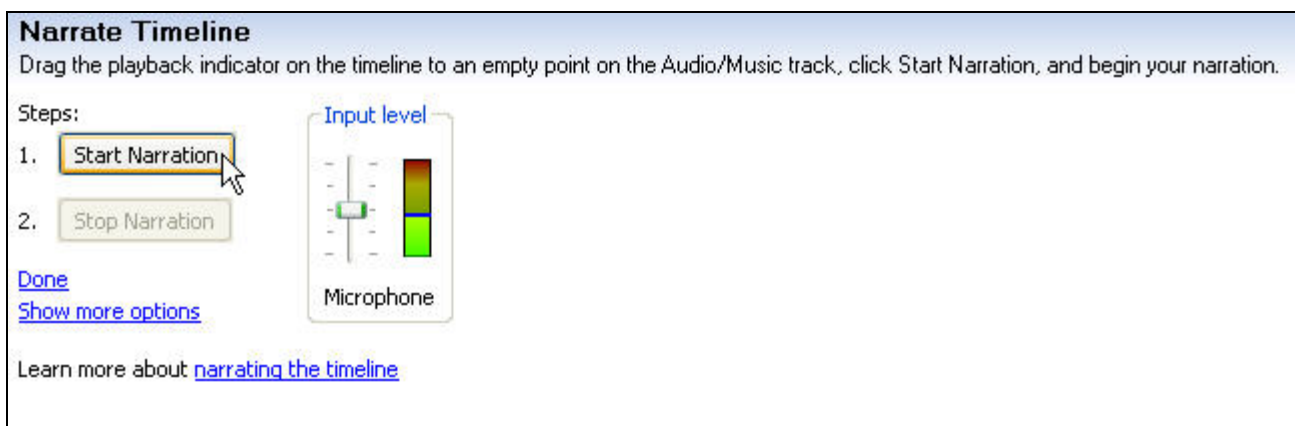 Narrate Timeline
Drag the playback indicator on the timeline to an empty point on the Audio/Music track, click Start Narration, and begin your narration.
Steps:
Input level
1. Start Narration
2. Stop Narration
Done
Show more options
Microphone
Learn more about narrating the timeline